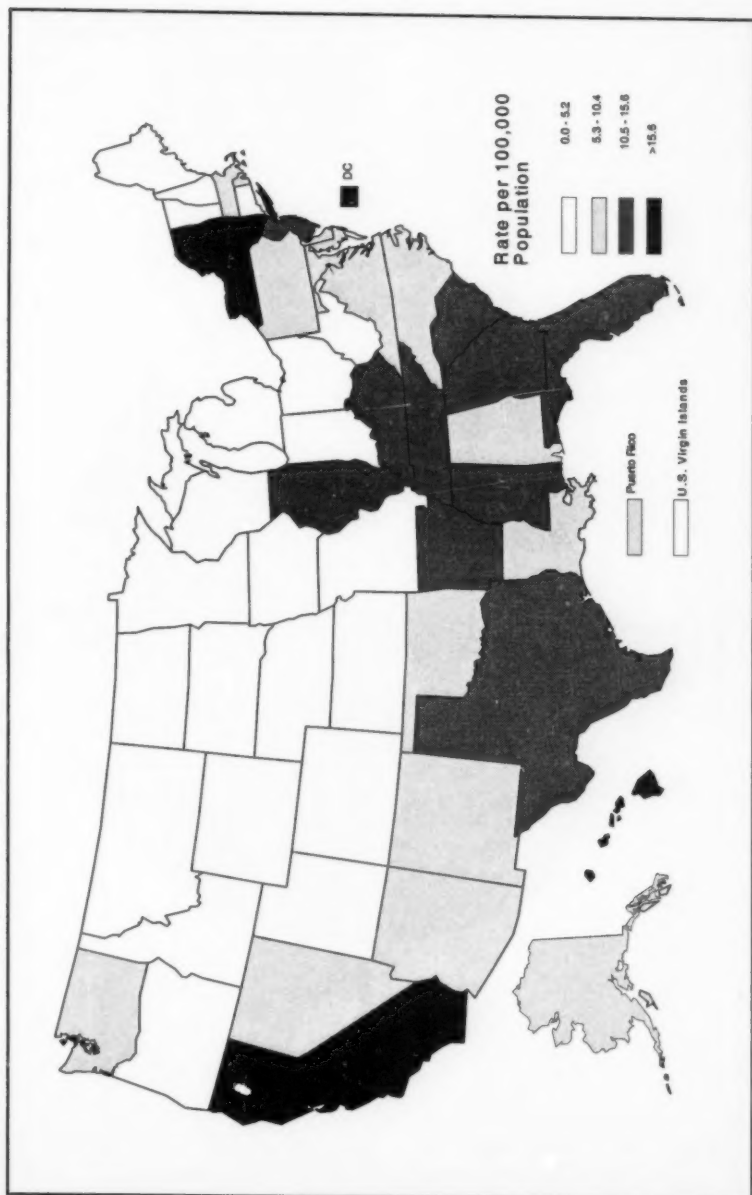 DC
Rate per 100,000
Population
0.0 - 5.2
5.3 - 10.4
10.5 - 15.6
>15.6
Puerto Rico
U.S. Virgin Islands